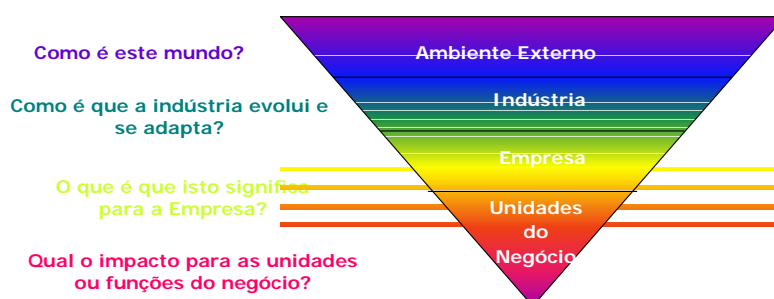 Como é este mundo?
Ambiente Externo
Como é que a indústria evolui e
se adapta?
Indústria
O que é que isto significa
para a Empresa?
Empresa
Qual o impacto para as unidades
ou funções do negócio?
Unidades
do
Negócio